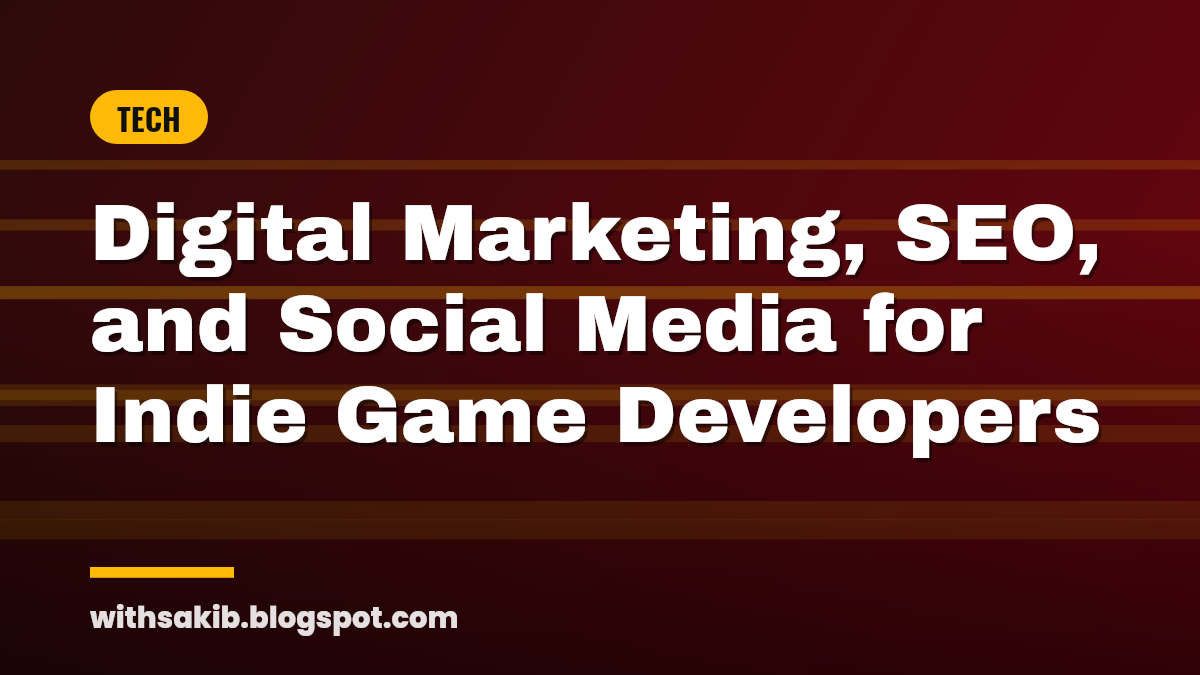 TECH
Digital Marketing, SEO,
and Social Media for
Indie Game Developers
withsakib.blogspot.com